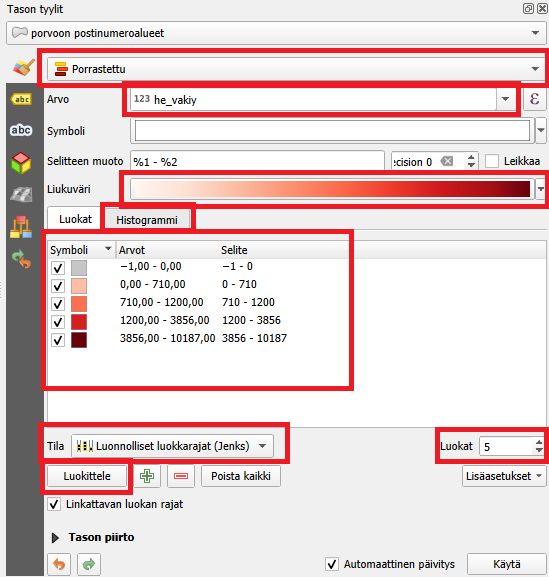 Tason tyylit
porvoon postinumeroalueet
Porrastettu
Arvo 123 he_vakiy ε
Symboli
Selitteen muoto %1 - %2 ecision 0 Leikkaa
Liukuväri
Luokat Histogrammi
Symboli Arvot Selite
−1,00 - 0,00 −1 - 0
0,00 - 710,00 0 - 710
710,00 - 1200,00 710 - 1200
1200,00 - 3856,00 1200 - 3856
3856,00 - 10187,00 3856 - 10187
Tila Luonnolliset luokkarajat (Jenks) Luokat 5
Luokittele Poista kaikki Lisäasetukset
Linkattavan luokan rajat
Tason piirto
Automaattinen päivitys Käytä
abc
abc